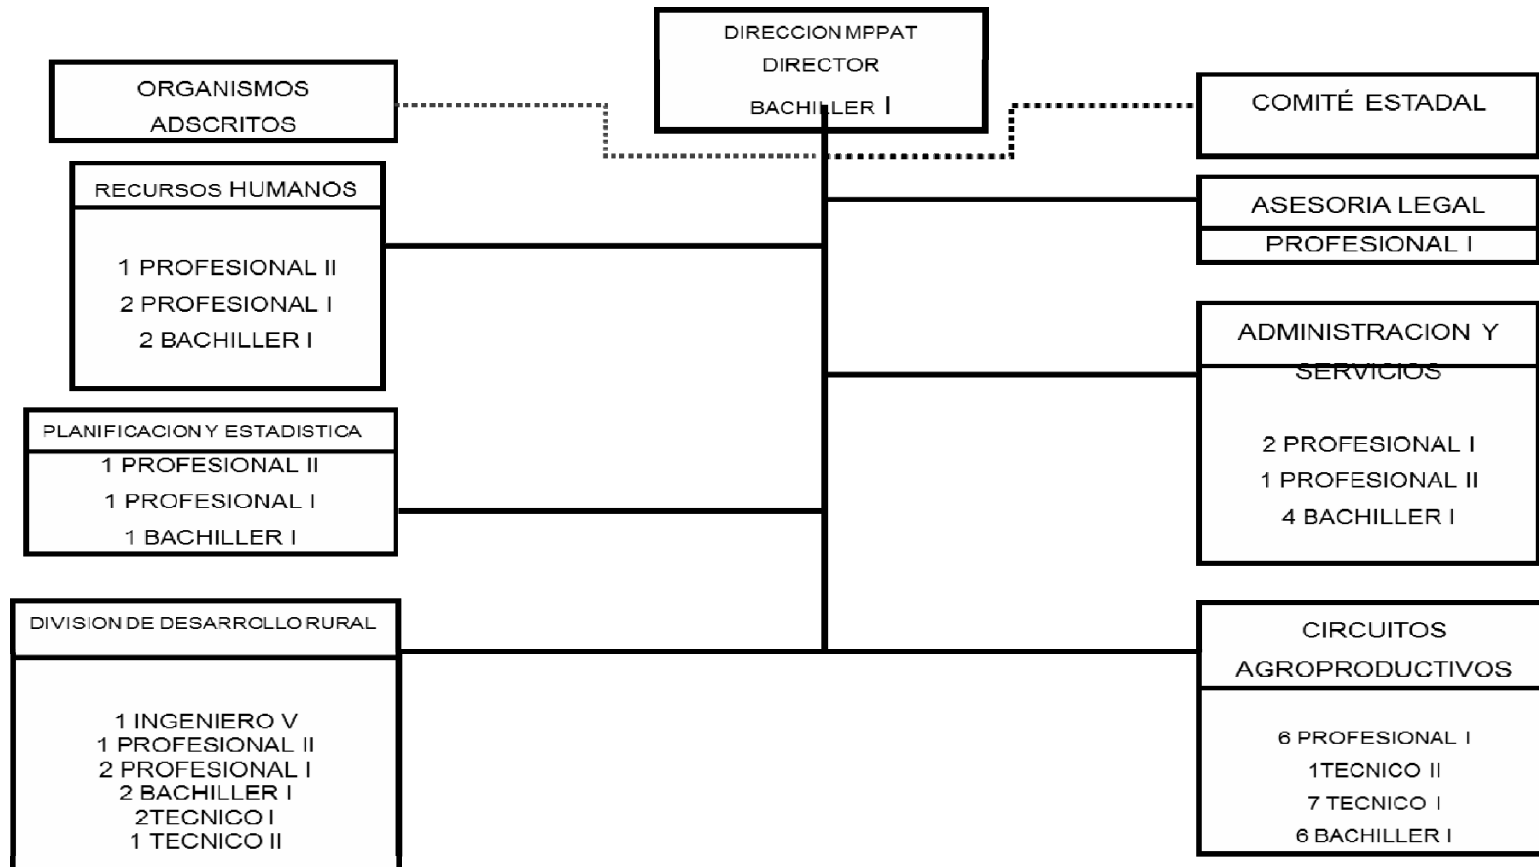 DIRECCION MPPAT
DIRECTOR
BACHILLER I
ORGANISMOS
ADSCRITOS
COMITÉ ESTADAL
RECURSOS HUMANOS
1 PROFESIONAL II
2 PROFESIONAL I
2 BACHILLER I
ASESORIA LEGAL
PROFESIONAL I
ADMINISTRACION Y
SERVICIOS
2 PROFESIONAL I
1 PROFESIONAL II
4 BACHILLER I
PLANIFICACION Y ESTADISTICA
1 PROFESIONAL II
1 PROFESIONAL I
1 BACHILLER I
DIVISION DE DESARROLLO RURAL
1 INGENIERO V
1 PROFESIONAL II
2 PROFESIONAL I
2 BACHILLER I
2TECNICO I
1 TECNICO II
CIRCUITOS
AGROPRODUCTIVOS
6 PROFESIONAL I
1TECNICO II
7 TECNICO I
6 BACHILLER I